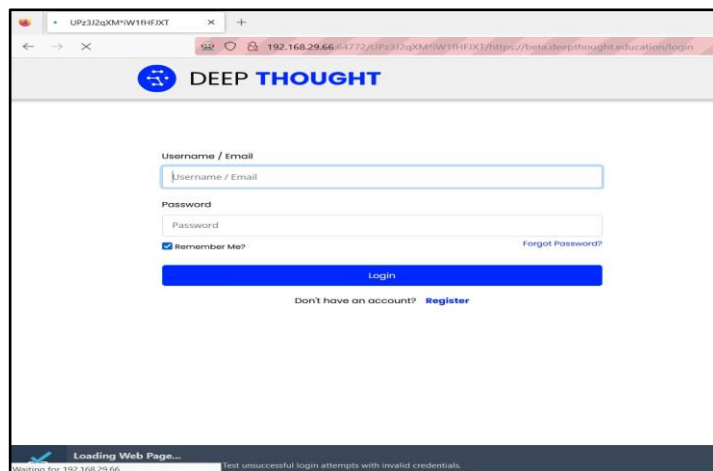 UPz3J2qXM*iW1fHFJXT
192.168.29.66:64772/UPz3J2qXM*iW1fHFJXT/https://beta.deepthought.education/login
DEEP THOUGHT
Username / Email
Username / Email
Password
Password
Remember Me?
Forgot Password?
Login
Don't have an account? Register
Loading Web Page...
Waiting for 192.168.29.66
Test unsuccessful login attempts with invalid credentials.